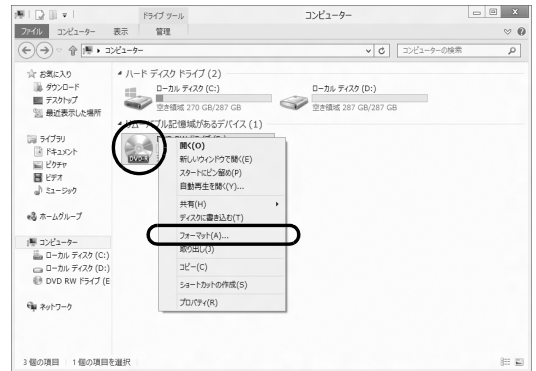 ドライブ ツール
コンピューター
ファイル コンピューター 表示 管理
コンピューター
コンピューターの検索
お気に入り
ダウンロード
デスクトップ
最近表示した場所
ライブラリ
ドキュメント
ピクチャ
ビデオ
ミュージック
ホームグループ
コンピューター
ローカル ディスク (C:)
ローカル ディスク (D:)
DVD RW ドライブ (E
ネットワーク
ハード ディスク ドライブ (2)
ローカル ディスク (C:)
空き領域 270 GB/287 GB
ローカル ディスク (D:)
空き領域 287 GB/287 GB
リムーバブル記憶域があるデバイス (1)
DVD-R
開く(O)
新しいウィンドウで開く(E)
スタートにピン留め(P)
自動再生を開く(Y)...
共有(H)
ディスクに書き込む(T)
フォーマット(A)...
取り出し(J)
コピー(C)
ショートカットの作成(S)
プロパティ(R)
3 個の項目 1 個の項目を選択